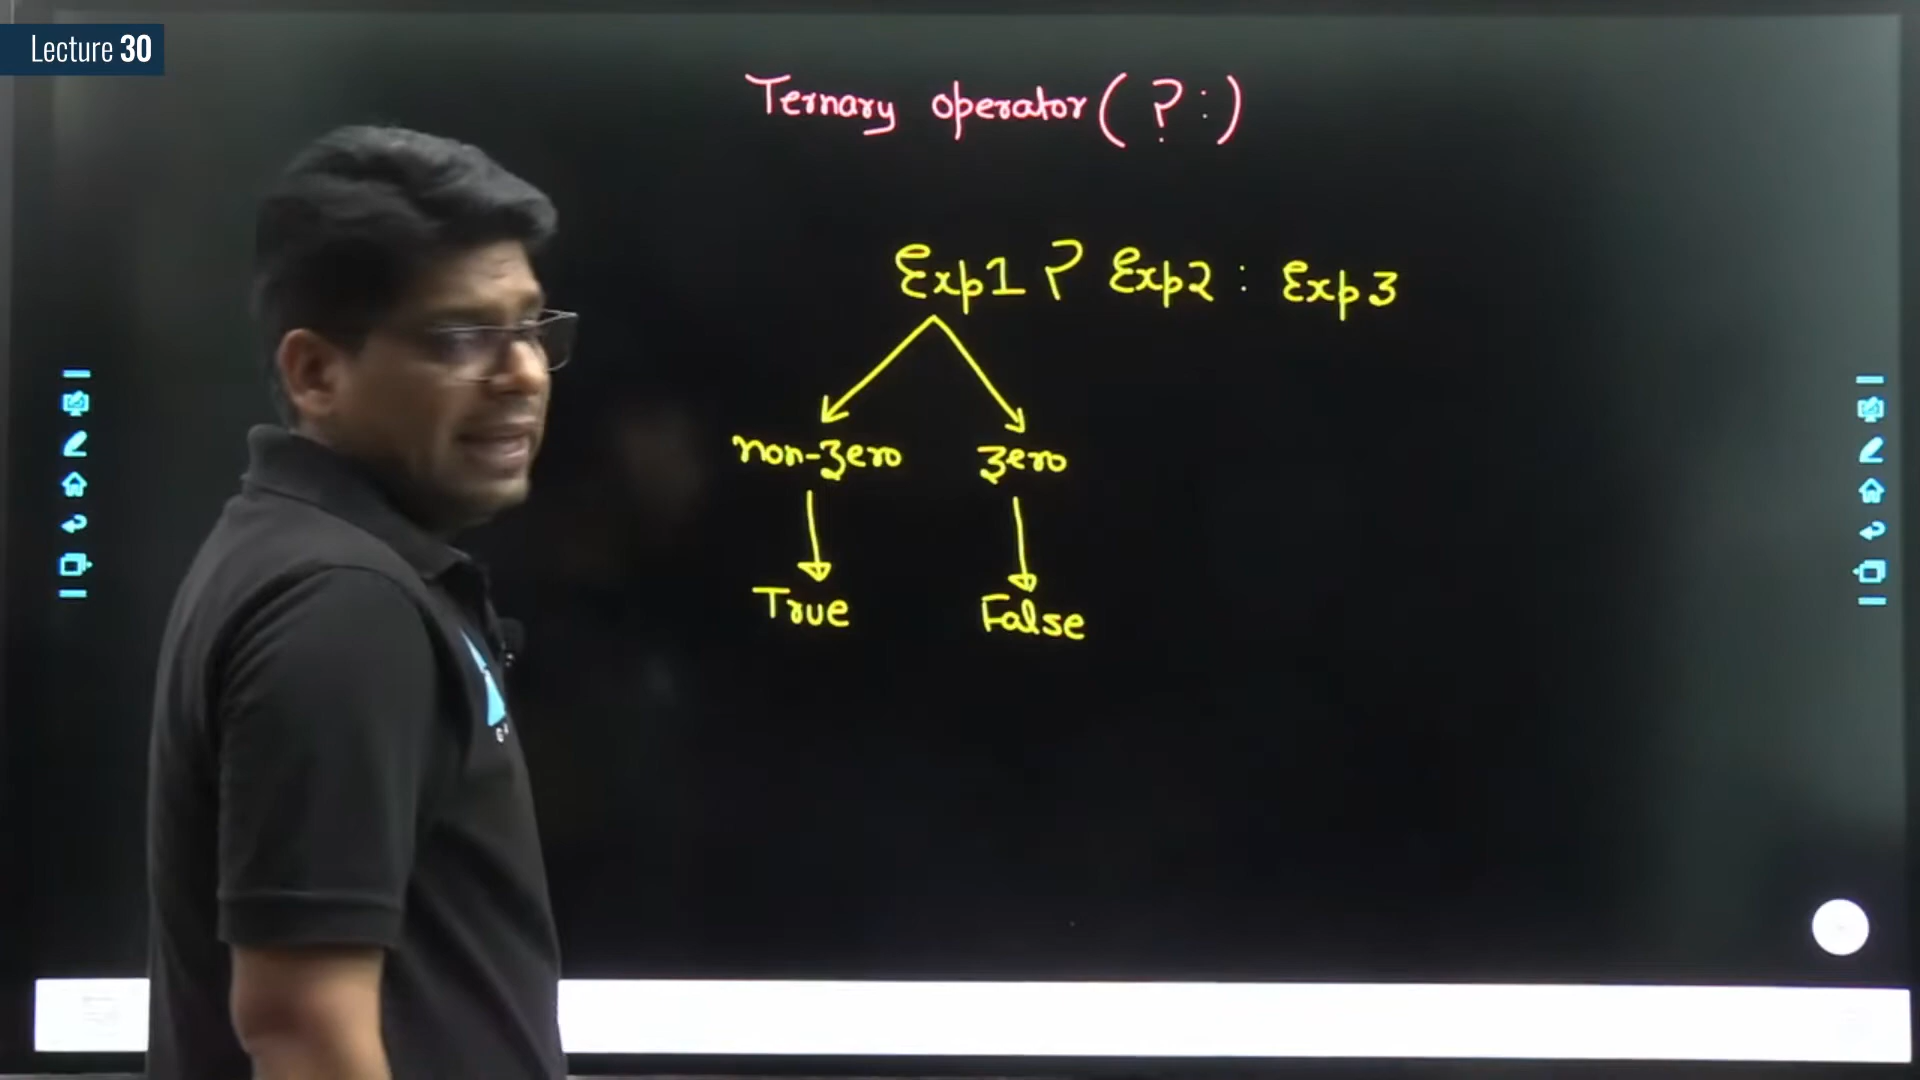 Lecture 30
Ternary operator ( ? : )
Exp1 ? Exp2 : Exp3
non-zero zero
True False